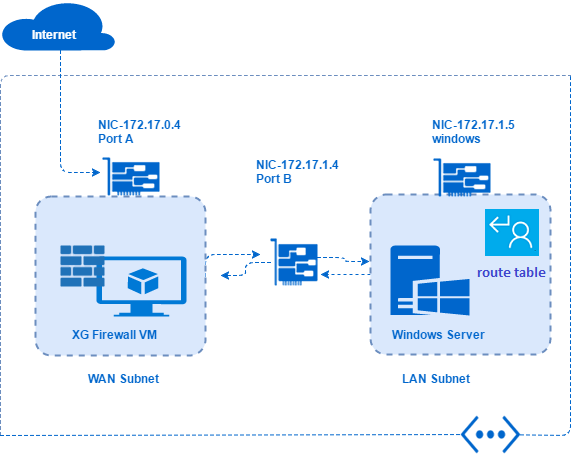 Internet
NIC-172.17.0.4
Port A
NIC-172.17.1.5
windows
NIC-172.17.1.4
Port B
route table
XG Firewall VM
Windows Server
WAN Subnet
LAN Subnet